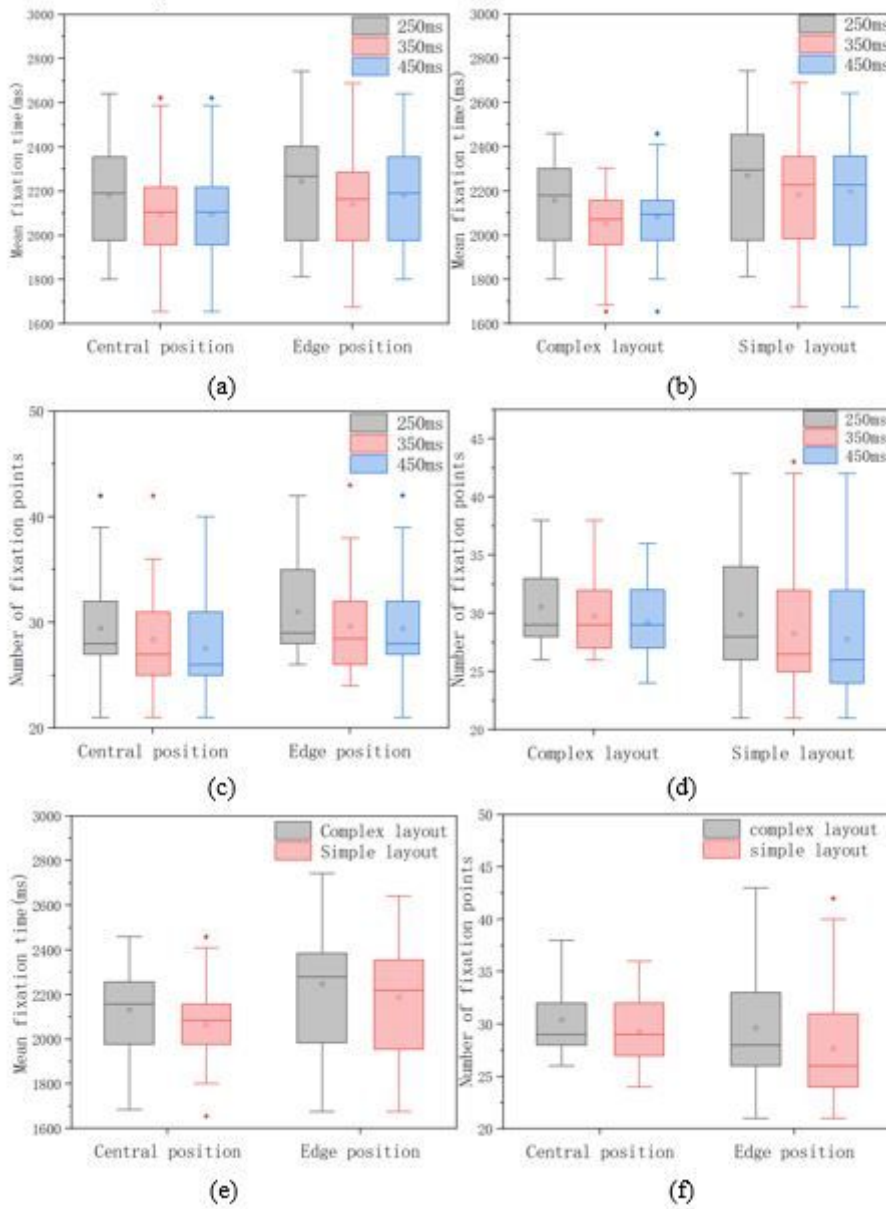 3000
2800
2600
2400
2200
2000
1800
1600
Mean fixation time(ms)
250ms
350ms
450ms
Central position
Edge position
(a)
3000
2800
2600
2400
2200
2000
1800
1600
Mean fixation time(ms)
250ms
350ms
450ms
Complex layout
Simple layout
(b)
50
40
30
20
Number of fixation points
250ms
350ms
450ms
Central position
Edge position
(c)
45
40
35
30
25
20
Number of fixation points
250ms
350ms
450ms
Complex layout
Simple layout
(d)
3000
2800
2600
2400
2200
2000
1800
1600
Mean fixation time(ms)
Complex layout
Simple layout
Central position
Edge position
(e)
50
45
40
35
30
25
20
Number of fixation points
complex layout
simple layout
Central position
Edge position
(f)